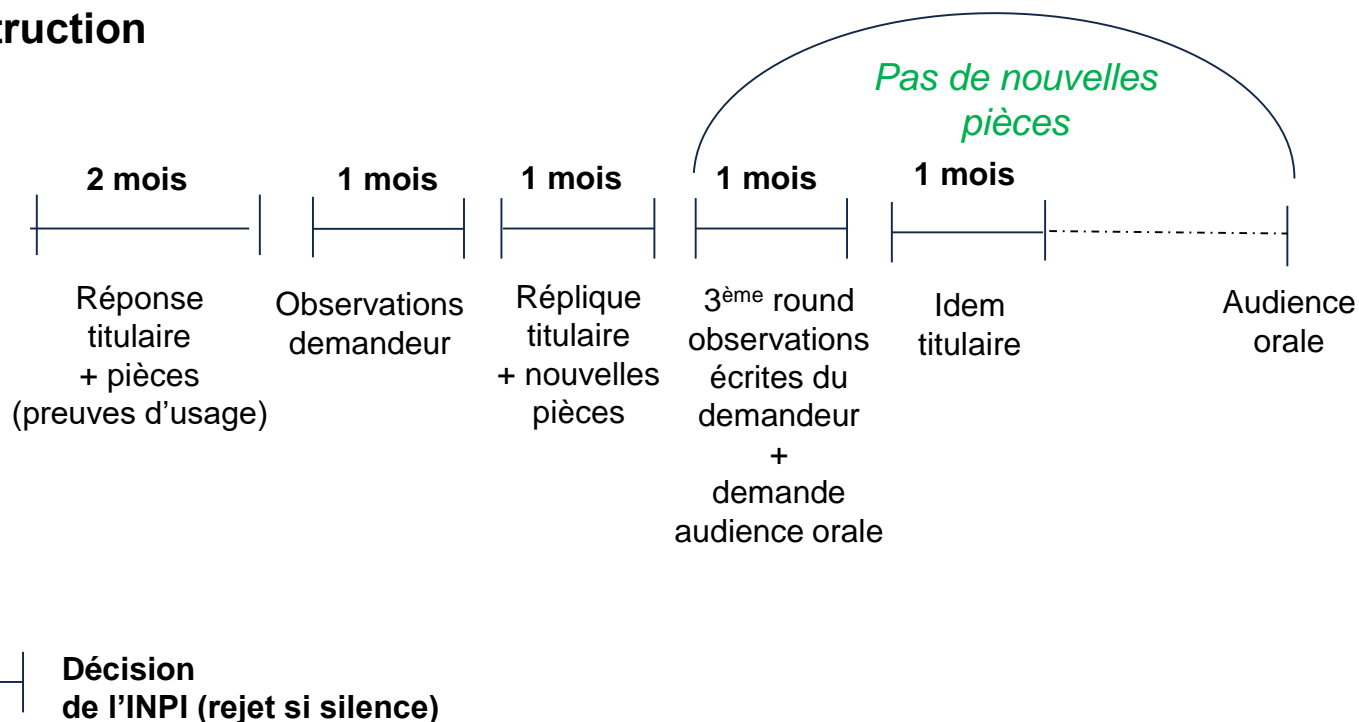 truction
Pas de nouvelles
pièces
2 mois
1 mois
1 mois
1 mois
1 mois
Réponse
titulaire
+ pièces
(preuves d’usage)
Observations
demandeur
Réplique
titulaire
+ nouvelles
pièces
3ème round
observations
écrites du
demandeur
+
demande
audience orale
Idem
titulaire
Audience
orale
Décision
de l’INPI (rejet si silence)